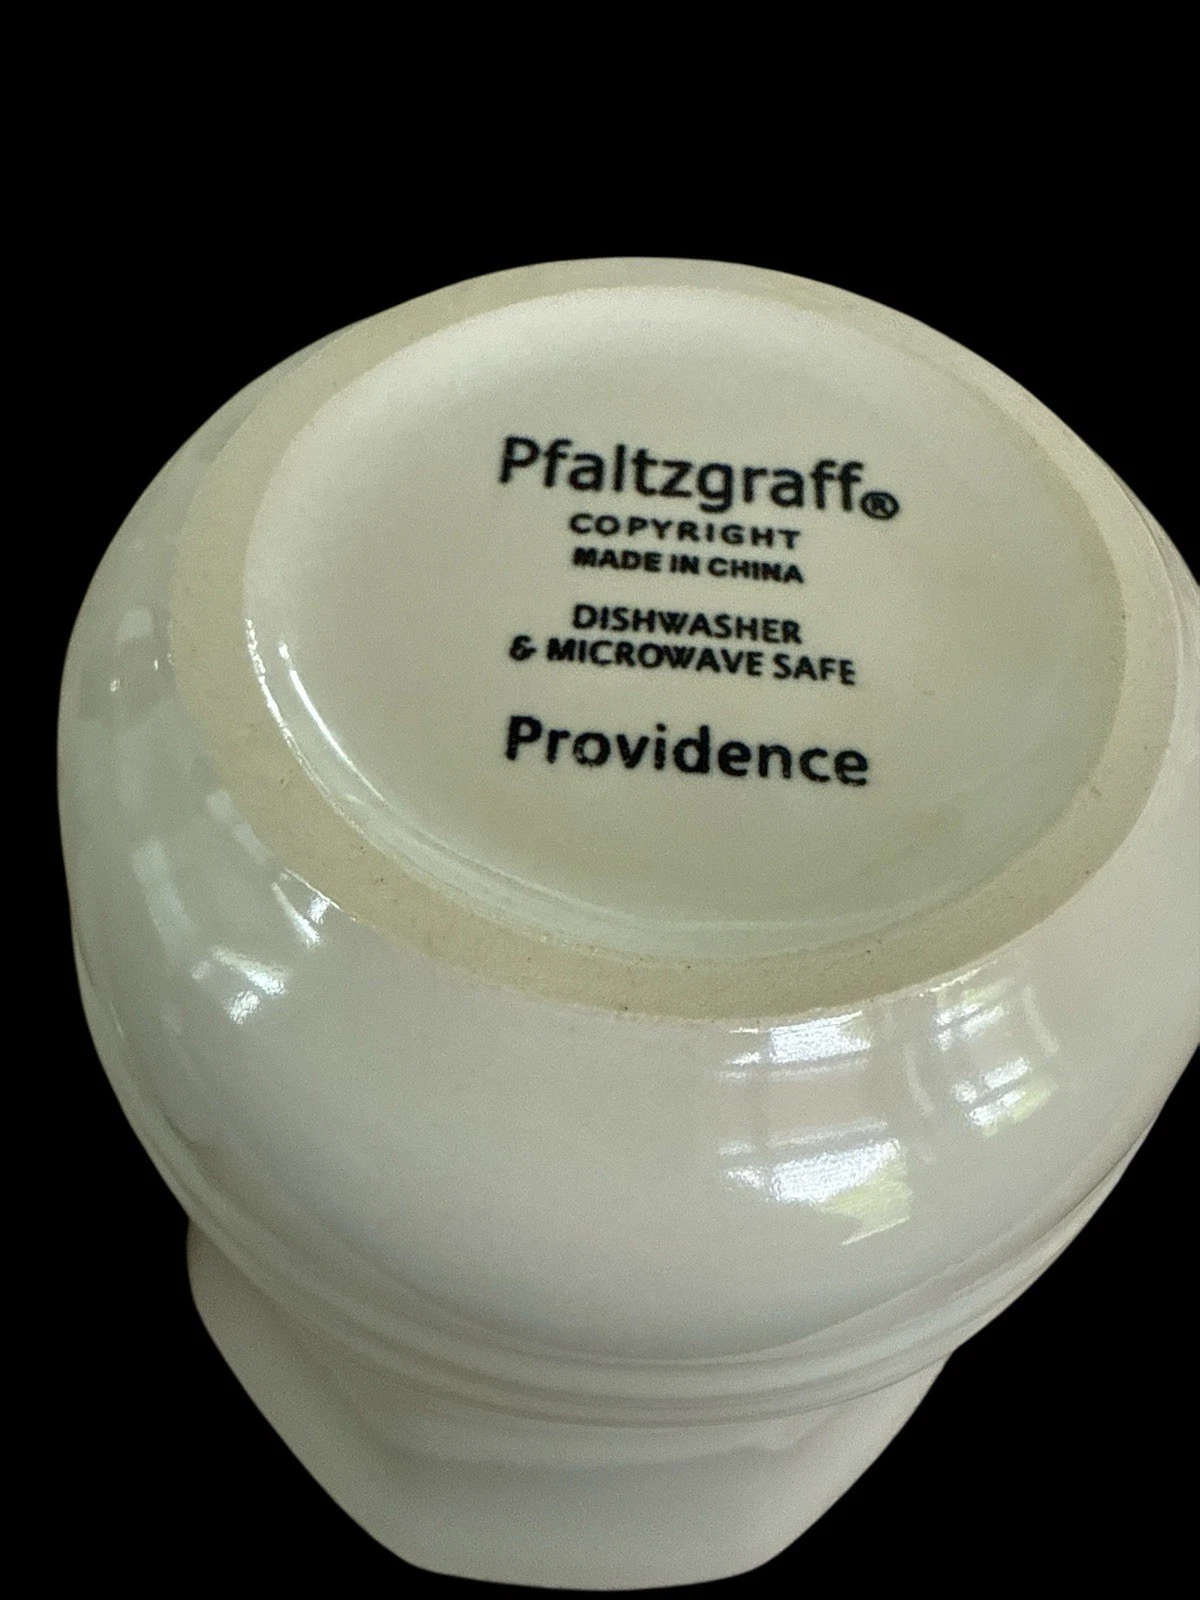 Pfaltzgraff®
COPYRIGHT
MADE IN CHINA
DISHWASHER
& MICROWAVE SAFE
Providence